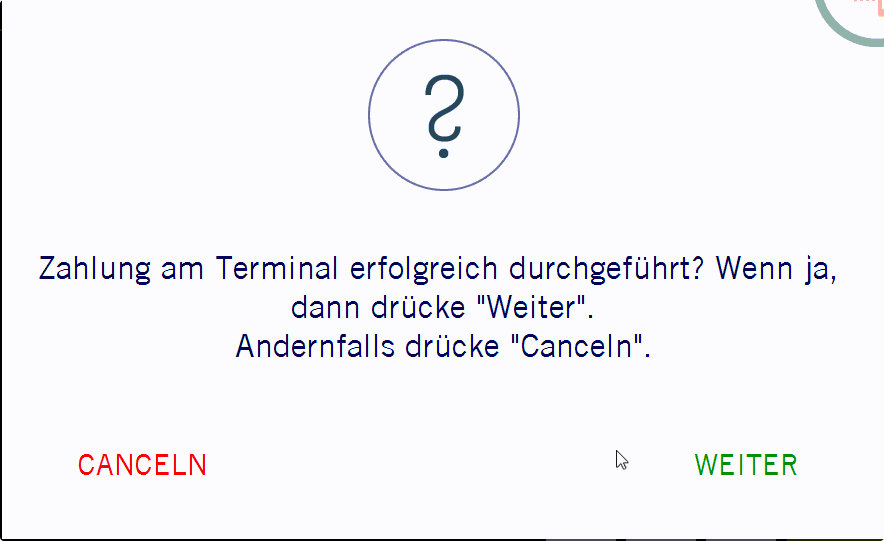 ?
Zahlung am Terminal erfolgreich durchgeführt? Wenn ja,
dann drücke "Weiter".
Andernfalls drücke "Canceln".
CANCELN WEITER